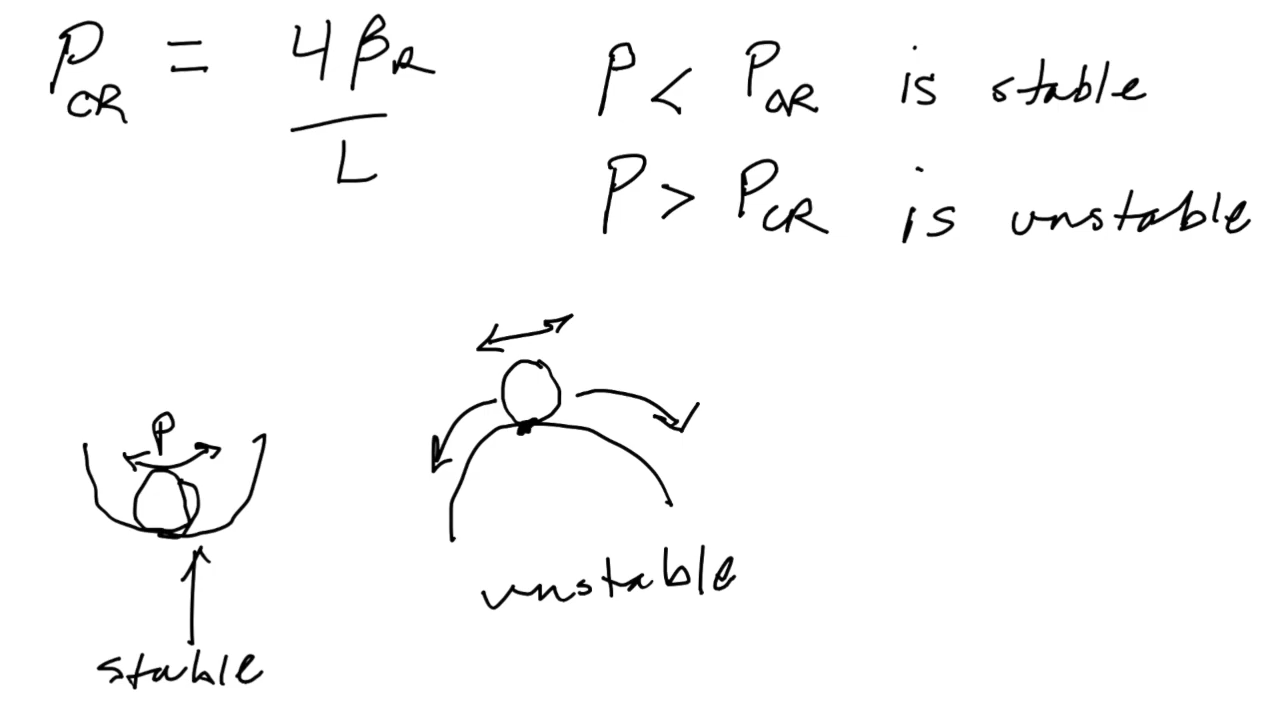 P_CR = 4β_R / L
P < P_CR is stable
P > P_CR is unstable
P
unstable
stable